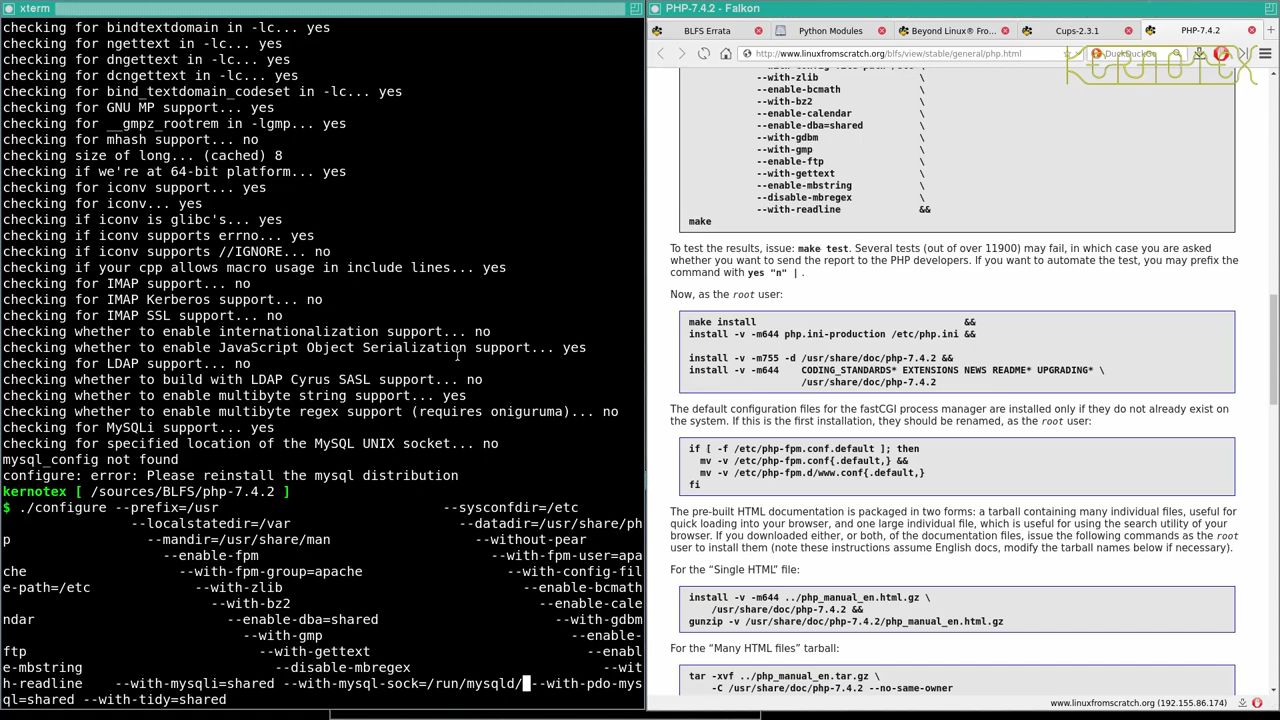 xterm
checking for bindtextdomain in -lc... yes
checking for ngettext in -lc... yes
checking for dngettext in -lc... yes
checking for dcngettext in -lc... yes
checking for bind_textdomain_codeset in -lc... yes
checking for GNU MP support... yes
checking for __gmpz_rootrem in -lgmp... yes
checking for mhash support... no
checking size of long... (cached) 8
checking if we're at 64-bit platform... yes
checking for iconv support... yes
checking for iconv... yes
checking if iconv is glibc's... yes
checking if iconv supports errno... yes
checking if iconv supports //IGNORE... no
checking if your cpp allows macro usage in include lines... yes
checking for IMAP support... no
checking for IMAP Kerberos support... no
checking for IMAP SSL support... no
checking whether to enable internationalization support... no
checking whether to enable JavaScript Object Serialization support... yes
checking for LDAP support... no
checking whether to build with LDAP Cyrus SASL support... no
checking whether to enable multibyte string support... yes
checking whether to enable multibyte regex support (requires oniguruma)... no
checking for MySQLi support... yes
checking for specified location of the MySQL UNIX socket... no
mysql_config not found
configure: error: Please reinstall the mysql distribution
kernotex [ /sources/BLFS/php-7.4.2 ]
$ ./configure --prefix=/usr --sysconfdir=/etc
--localstatedir=/var --datadir=/usr/share/ph
p --mandir=/usr/share/man --without-pear
--enable-fpm --with-fpm-user=apa
che --with-fpm-group=apache --with-config-fil
e-path=/etc --with-zlib --enable-bcmath
--with-bz2 --enable-cale
ndar --enable-dba=shared --with-gdbm
--with-gmp --enable-
ftp --with-gettext --enabl
e-mbstring --disable-mbregex --wit
h-readline --with-mysqli=shared --with-mysql-sock=/run/mysqld/ --with-pdo-mys
ql=shared --with-tidy=shared
PHP-7.4.2 - Falkon
BLFS Errata
Python Modules
Beyond Linux® Fro...
Cups-2.3.1
PHP-7.4.2
http://www.linuxfromscratch.org/blfs/view/stable/general/php.html
DuckDuckGo
KERNOTEX
--with-zlib \
--enable-bcmath \
--with-bz2 \
--enable-calendar \
--enable-dba=shared \
--with-gdbm \
--with-gmp \
--enable-ftp \
--with-gettext \
--enable-mbstring \
--disable-mbregex \
--with-readline &&
make
To test the results, issue: make test. Several tests (out of over 11900) may fail, in which case you are asked
whether you want to send the report to the PHP developers. If you want to automate the test, you may prefix the
command with yes "n" | .
Now, as the root user:
make install &&
install -v -m644 php.ini-production /etc/php.ini &&
install -v -m755 -d /usr/share/doc/php-7.4.2 &&
install -v -m644 CODING_STANDARDS* EXTENSIONS NEWS README* UPGRADING* \
/usr/share/doc/php-7.4.2
The default configuration files for the fastCGI process manager are installed only if they do not already exist on
the system. If this is the first installation, they should be renamed, as the root user:
if [ -f /etc/php-fpm.conf.default ]; then
mv -v /etc/php-fpm.conf{.default,} &&
mv -v /etc/php-fpm.d/www.conf{.default,}
fi
The pre-built HTML documentation is packaged in two forms: a tarball containing many individual files, useful for
quick loading into your browser, and one large individual file, which is useful for using the search utility of your
browser. If you downloaded either, or both, of the documentation files, issue the following commands as the root
user to install them (note these instructions assume English docs, modify the tarball names below if necessary).
For the “Single HTML” file:
install -v -m644 ../php_manual_en.html.gz \
/usr/share/doc/php-7.4.2 &&
gunzip -v /usr/share/doc/php-7.4.2/php_manual_en.html.gz
For the “Many HTML files” tarball:
tar -xvf ../php_manual_en.tar.gz \
-C /usr/share/doc/php-7.4.2 --no-same-owner
www.linuxfromscratch.org (192.155.86.174)